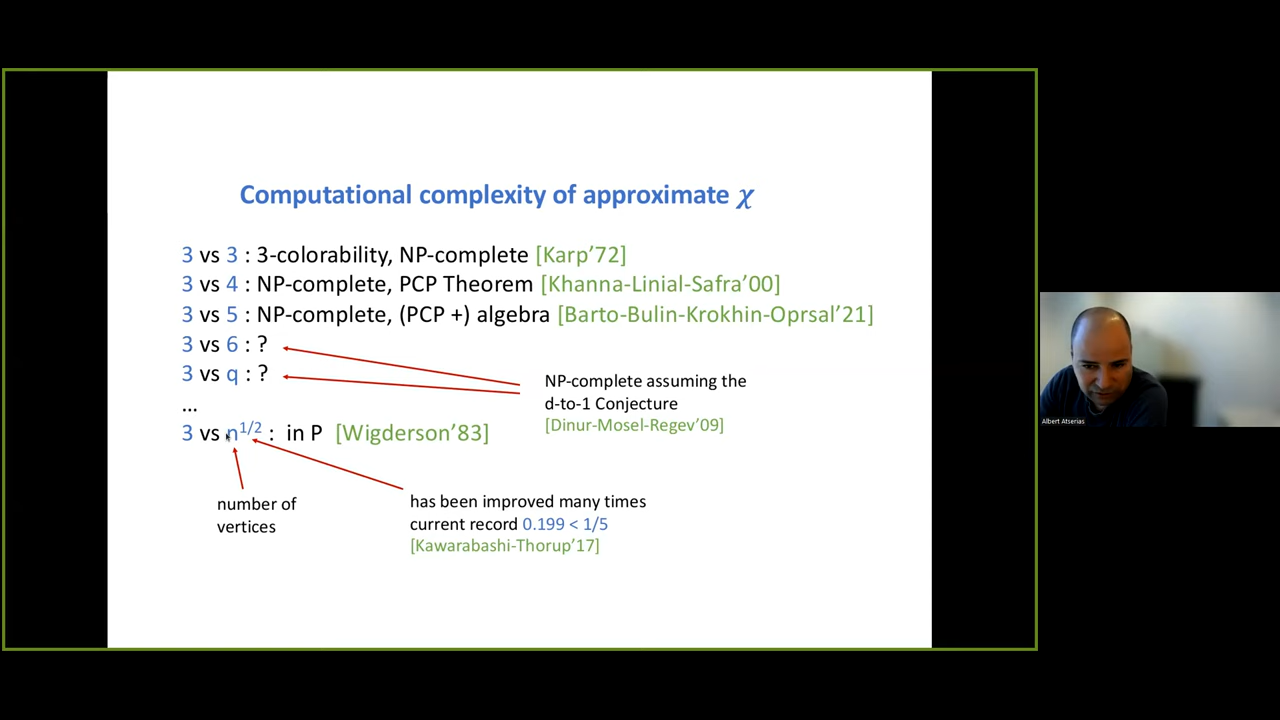 Computational complexity of approximate χ
3 vs 3 : 3-colorability, NP-complete [Karp’72]
3 vs 4 : NP-complete, PCP Theorem [Khanna-Linial-Safra’00]
3 vs 5 : NP-complete, (PCP +) algebra [Barto-Bulin-Krokhin-Oprsal’21]
3 vs 6 : ?
3 vs q : ?
NP-complete assuming the
d-to-1 Conjecture
[Dinur-Mosel-Regev’09]
...
3 vs n^1/2 : in P [Wigderson’83]
number of
vertices
has been improved many times
current record 0.199 < 1/5
[Kawarabashi-Thorup’17]
Albert Atserias